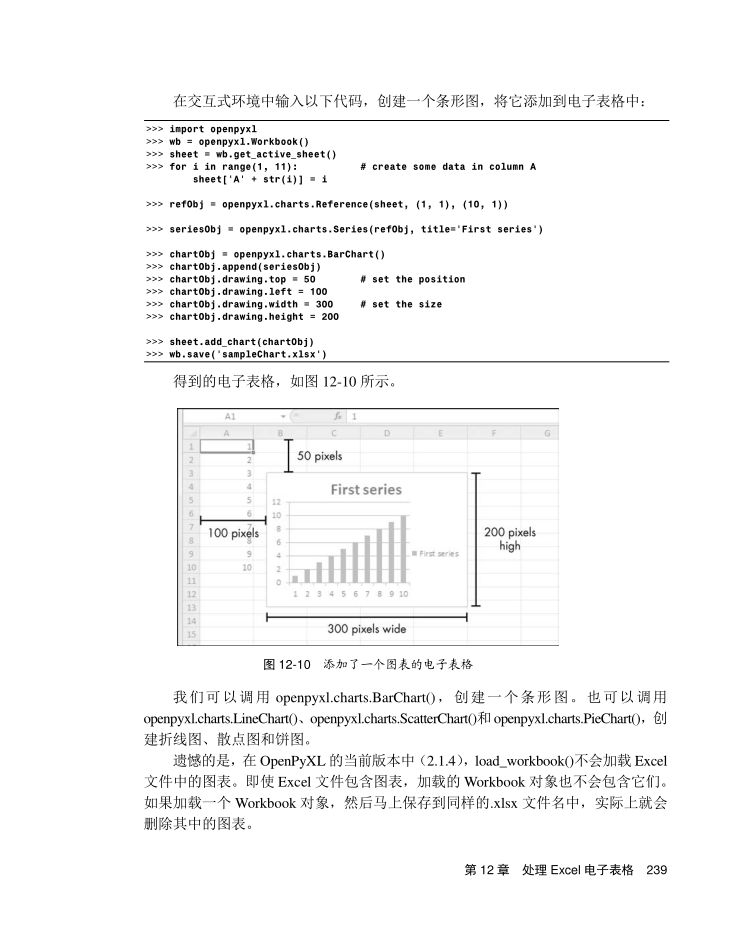 在交互式环境中输入以下代码，创建一个条形图，将它添加到电子表格中：
>>> import openpyxl
>>> wb = openpyxl.Workbook()
>>> sheet = wb.get_active_sheet()
>>> for i in range(1, 11):          # create some data in column A
        sheet['A' + str(i)] = i
>>> refObj = openpyxl.charts.Reference(sheet, (1, 1), (10, 1))
>>> seriesObj = openpyxl.charts.Series(refObj, title='First series')
>>> chartObj = openpyxl.charts.BarChart()
>>> chartObj.append(seriesObj)
>>> chartObj.drawing.top = 50       # set the position
>>> chartObj.drawing.left = 100
>>> chartObj.drawing.width = 300    # set the size
>>> chartObj.drawing.height = 200
>>> sheet.add_chart(chartObj)
>>> wb.save('sampleChart.xlsx')
得到的电子表格，如图 12-10 所示。
A1 fx 1
A B C D E F G
1 1
2 2
50 pixels
3 3
4 4
First series
5 5
6 6
7 7
8 8
9 9
10 10
11
12
13
14
15
100 pixels
12
10
8
6
4
2
0
1 2 3 4 5 6 7 8 9 10
First series
200 pixels
high
300 pixels wide
图 12-10 添加了一个图表的电子表格
我们可以调用 openpyxl.charts.BarChart()，创建一个条形图。也可以调用
openpyxl.charts.LineChart()、openpyxl.charts.ScatterChart()和 openpyxl.charts.PieChart()，创
建折线图、散点图和饼图。
遗憾的是，在 OpenPyXL 的当前版本中（2.1.4），load_workbook()不会加载 Excel
文件中的图表。即使 Excel 文件包含图表，加载的 Workbook 对象也不会包含它们。
如果加载一个 Workbook 对象，然后马上保存到同样的.xlsx 文件名中，实际上就会
删除其中的图表。
第 12 章 处理 Excel 电子表格 239